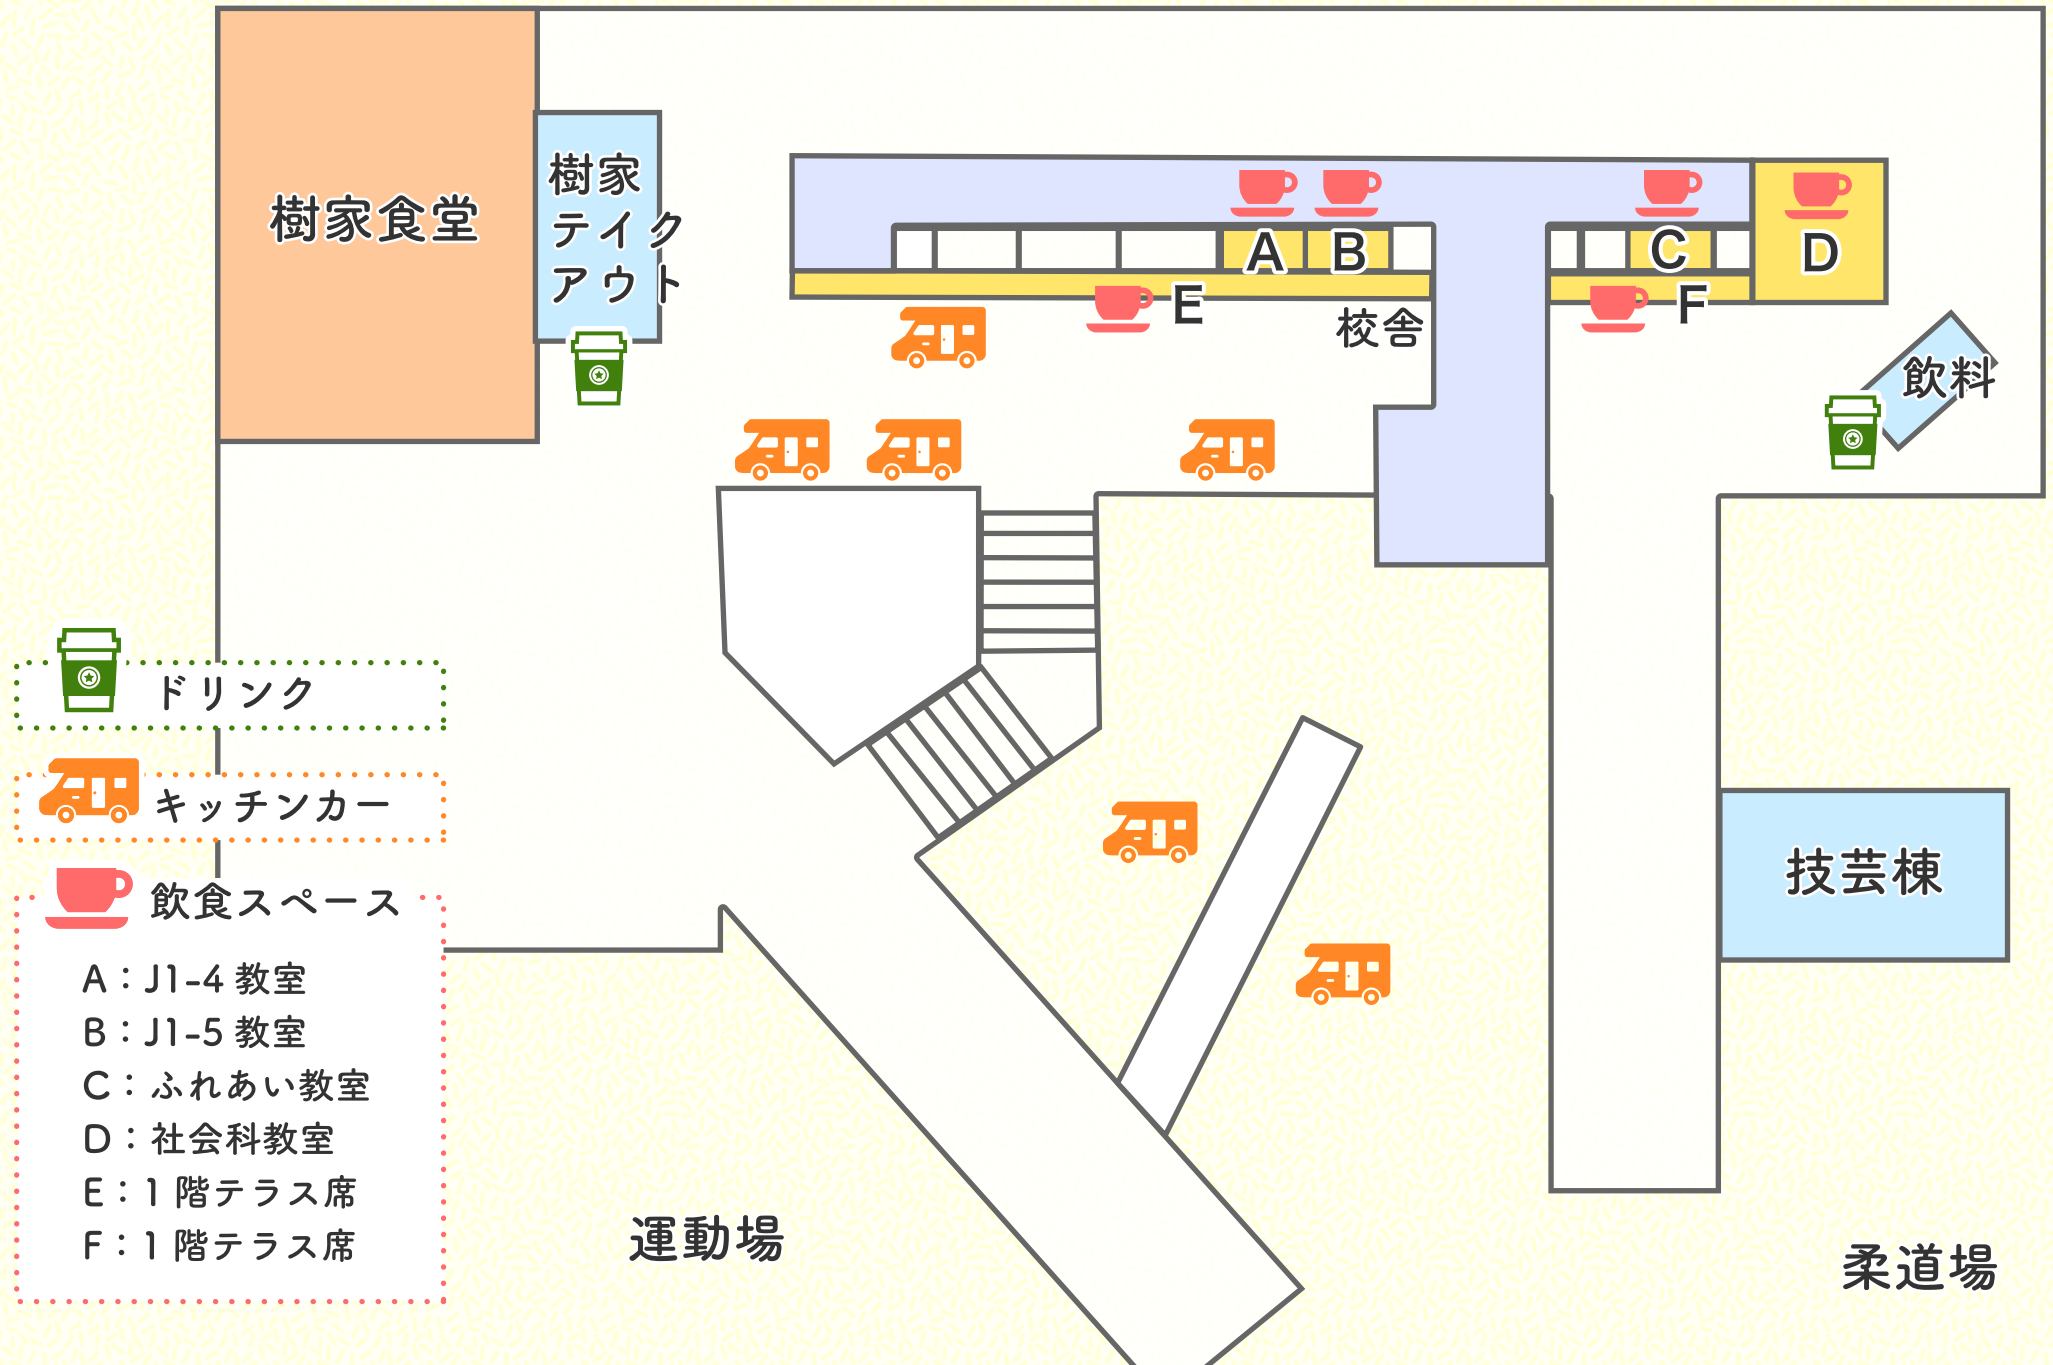 樹家食堂
樹家
テイク
アウト
A
B
C
D
E
F
校舎
飲料
ドリンク
キッチンカー
飲食スペース
A：J1-4 教室
B：J1-5 教室
C：ふれあい教室
D：社会科教室
E：1 階テラス席
F：1 階テラス席
技芸棟
運動場
柔道場